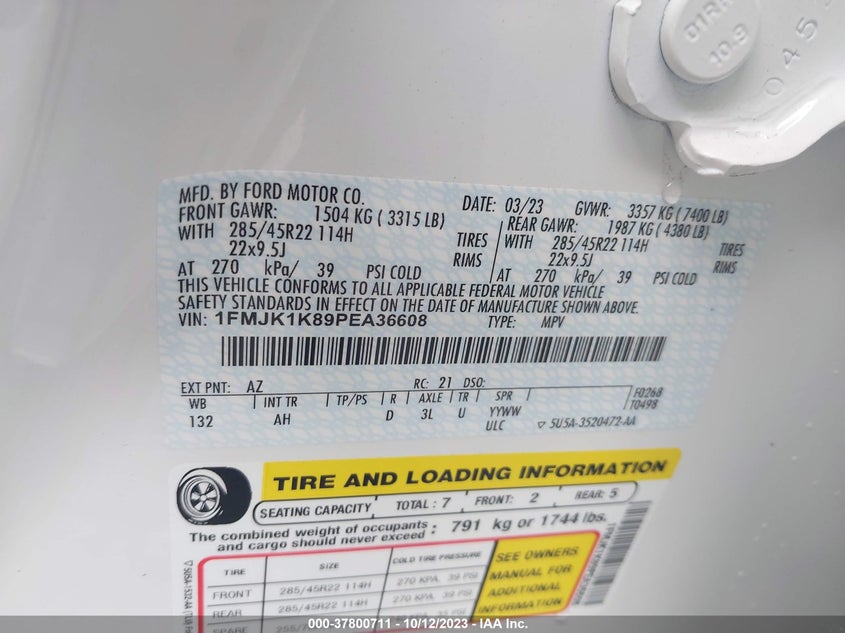 01RH
10.9
045
MFD. BY FORD MOTOR CO.
DATE: 03/23 GVWR: 3357 KG (7400 LB)
FRONT GAWR: 1504 KG (3315 LB)
REAR GAWR: 1987 KG (4380 LB)
WITH 285/45R22 114H TIRES
WITH 285/45R22 114H TIRES
22x9.5J RIMS
22x9.5J RIMS
AT 270 kPa/ 39 PSI COLD
AT 270 kPa/ 39 PSI COLD
THIS VEHICLE CONFORMS TO ALL APPLICABLE FEDERAL MOTOR VEHICLE
SAFETY STANDARDS IN EFFECT ON THE DATE OF MANUFACTURE SHOWN ABOVE.
VIN: 1FMJK1K89PEA36608 TYPE: MPV
EXT PNT: AZ RC: 21 DSO:
WB INT TR TP/PS R AXLE TR SPR F0268
132 AH D 3L U YYWW T0498
ULC ▽ 5U5A-3520472-AA
TIRE AND LOADING INFORMATION
SEATING CAPACITY TOTAL : 7 FRONT: 2 REAR: 5
The combined weight of occupants and cargo should never exceed : 791 kg or 1744 lbs.
TIRE SIZE COLD TIRE PRESSURE
FRONT 285/45R22 114H 270 KPA, 39 PSI
REAR 285/45R22 114H 270 KPA, 39 PSI
SPARE
SEE OWNERS
MANUAL FOR
ADDITIONAL
INFORMATION
000-37800711 - 10/12/2023 - IAA Inc.